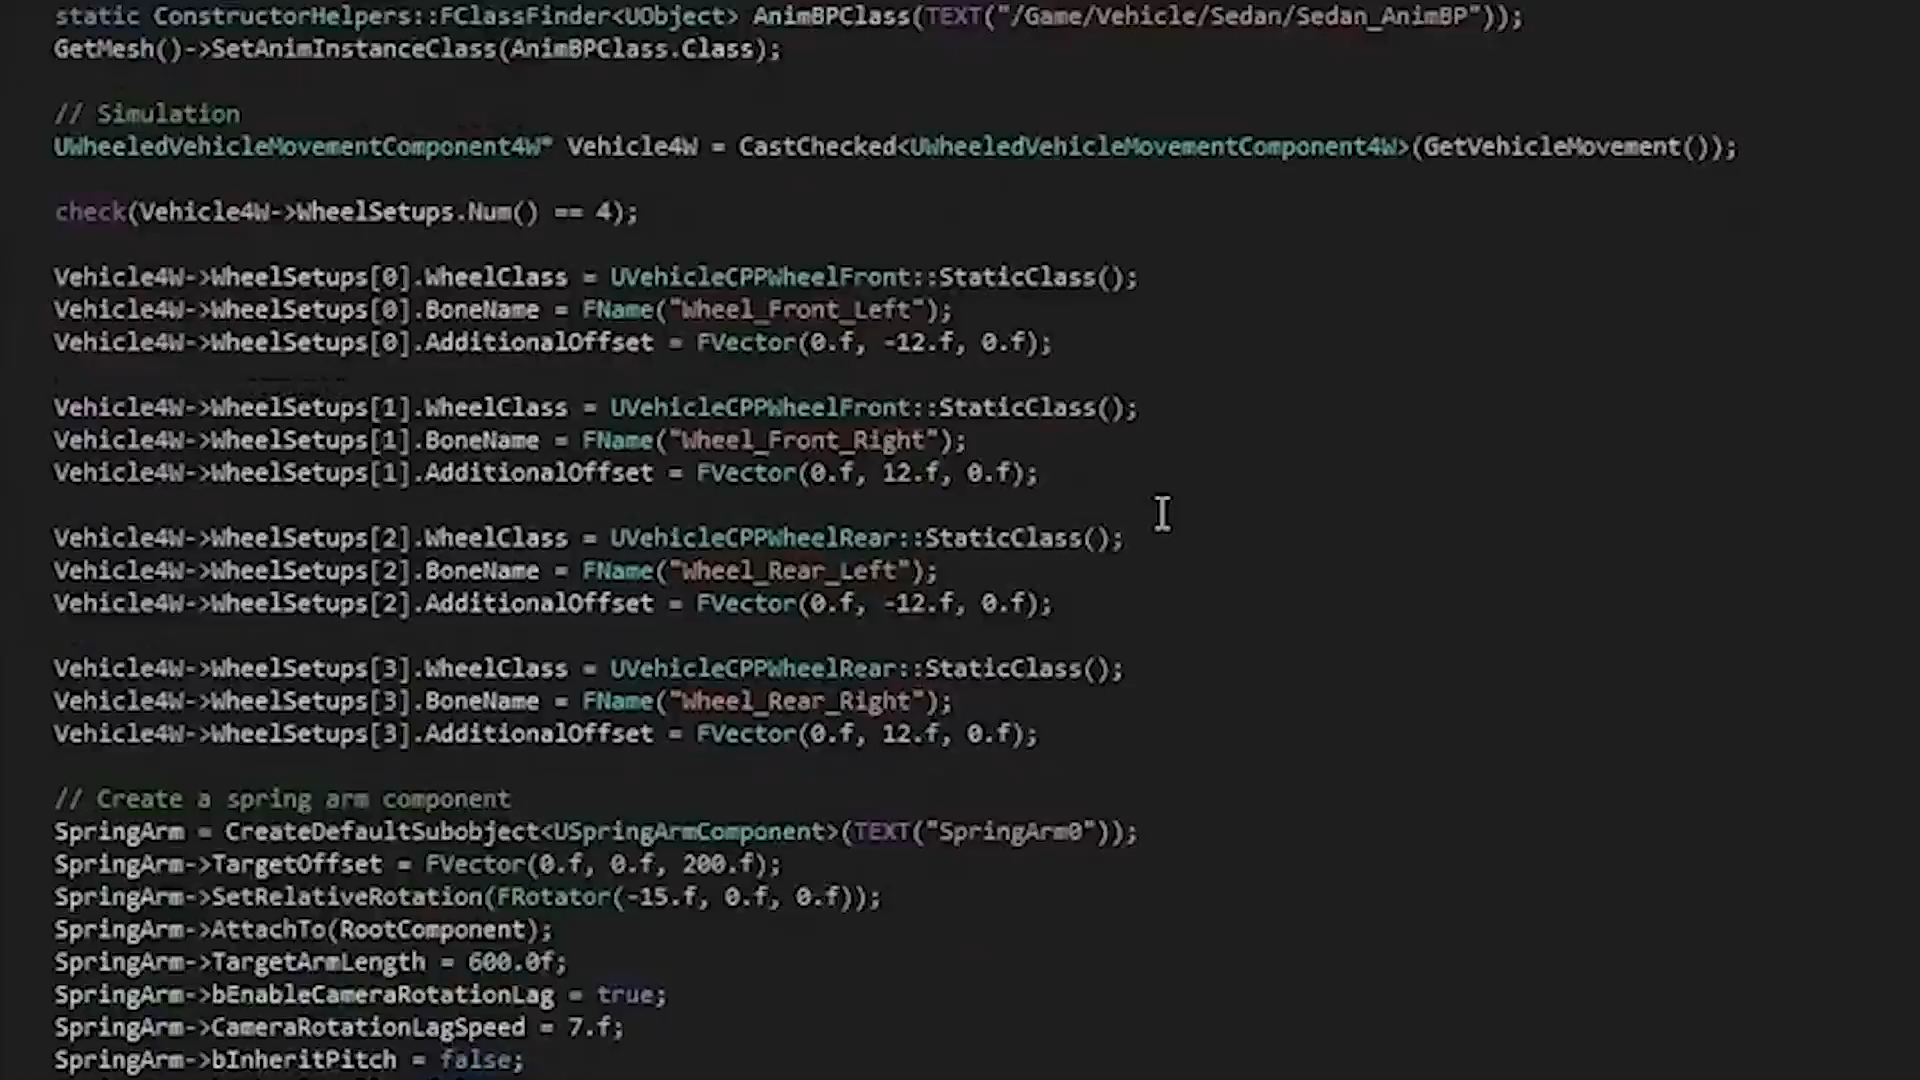 static ConstructorHelpers::FClassFinder<UObject> AnimBPClass(TEXT("/Game/Vehicle/Sedan/Sedan_AnimBP"));
GetMesh()->SetAnimInstanceClass(AnimBPClass.Class);
// Simulation
UWheeledVehicleMovementComponent4W* Vehicle4W = CastChecked<UWheeledVehicleMovementComponent4W>(GetVehicleMovement());
check(Vehicle4W->WheelSetups.Num() == 4);
Vehicle4W->WheelSetups[0].WheelClass = UVehicleCPPWheelFront::StaticClass();
Vehicle4W->WheelSetups[0].BoneName = FName("Wheel_Front_Left");
Vehicle4W->WheelSetups[0].AdditionalOffset = FVector(0.f, -12.f, 0.f);
Vehicle4W->WheelSetups[1].WheelClass = UVehicleCPPWheelFront::StaticClass();
Vehicle4W->WheelSetups[1].BoneName = FName("Wheel_Front_Right");
Vehicle4W->WheelSetups[1].AdditionalOffset = FVector(0.f, 12.f, 0.f);
Vehicle4W->WheelSetups[2].WheelClass = UVehicleCPPWheelRear::StaticClass();
Vehicle4W->WheelSetups[2].BoneName = FName("Wheel_Rear_Left");
Vehicle4W->WheelSetups[2].AdditionalOffset = FVector(0.f, -12.f, 0.f);
Vehicle4W->WheelSetups[3].WheelClass = UVehicleCPPWheelRear::StaticClass();
Vehicle4W->WheelSetups[3].BoneName = FName("Wheel_Rear_Right");
Vehicle4W->WheelSetups[3].AdditionalOffset = FVector(0.f, 12.f, 0.f);
// Create a spring arm component
SpringArm = CreateDefaultSubobject<USpringArmComponent>(TEXT("SpringArm0"));
SpringArm->TargetOffset = FVector(0.f, 0.f, 200.f);
SpringArm->SetRelativeRotation(FRotator(-15.f, 0.f, 0.f));
SpringArm->AttachTo(RootComponent);
SpringArm->TargetArmLength = 600.0f;
SpringArm->bEnableCameraRotationLag = true;
SpringArm->CameraRotationLagSpeed = 7.f;
SpringArm->bInheritPitch = false;